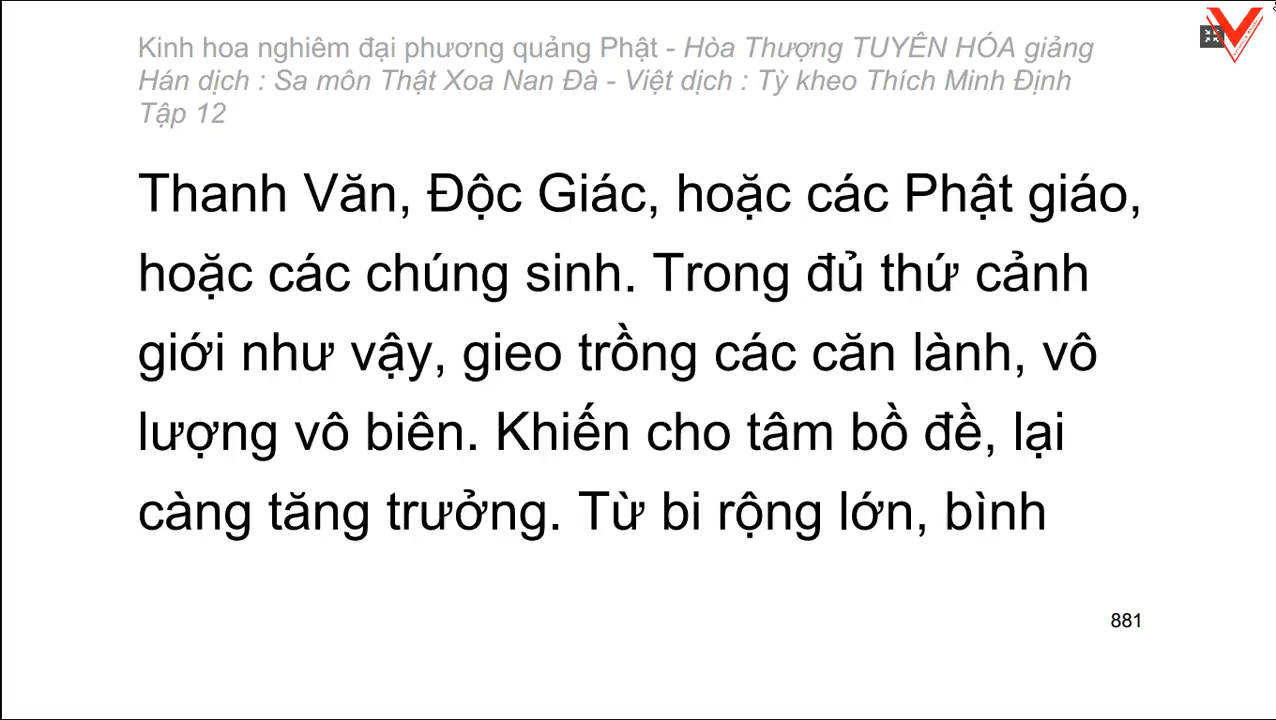 Kinh hoa nghiêm đại phương quảng Phật - Hòa Thượng TUYÊN HÓA giảng
Hán dịch : Sa môn Thật Xoa Nan Đà - Việt dịch : Tỳ kheo Thích Minh Định
Tập 12
Thanh Văn, Độc Giác, hoặc các Phật giáo,
hoặc các chúng sinh. Trong đủ thứ cảnh
giới như vậy, gieo trồng các căn lành, vô
lượng vô biên. Khiến cho tâm bồ đề, lại
càng tăng trưởng. Từ bi rộng lớn, bình
881